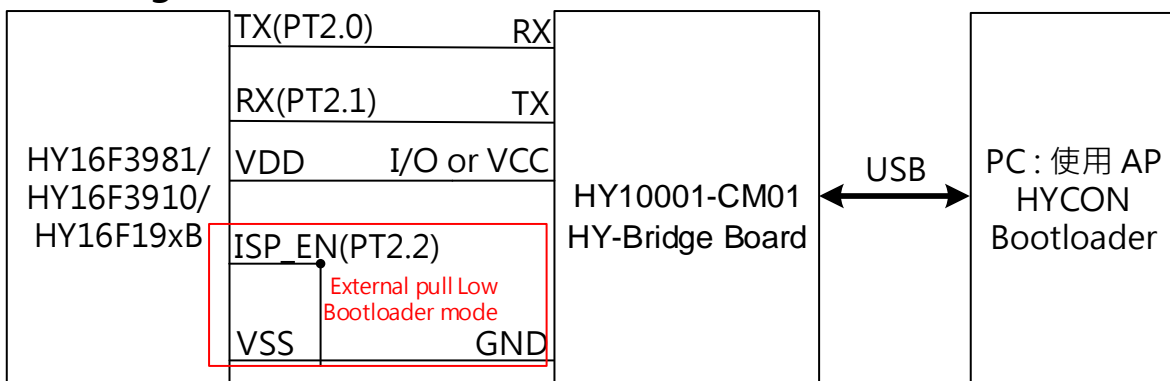 TX(PT2.0)
RX
RX(PT2.1)
TX
HY16F3981/
HY16F3910/
HY16F19xB
VDD
I/O or VCC
ISP_EN(PT2.2)
External pull Low
Bootloader mode
VSS
GND
HY10001-CM01
HY-Bridge Board
USB
PC : 使用 AP
HYCON
Bootloader